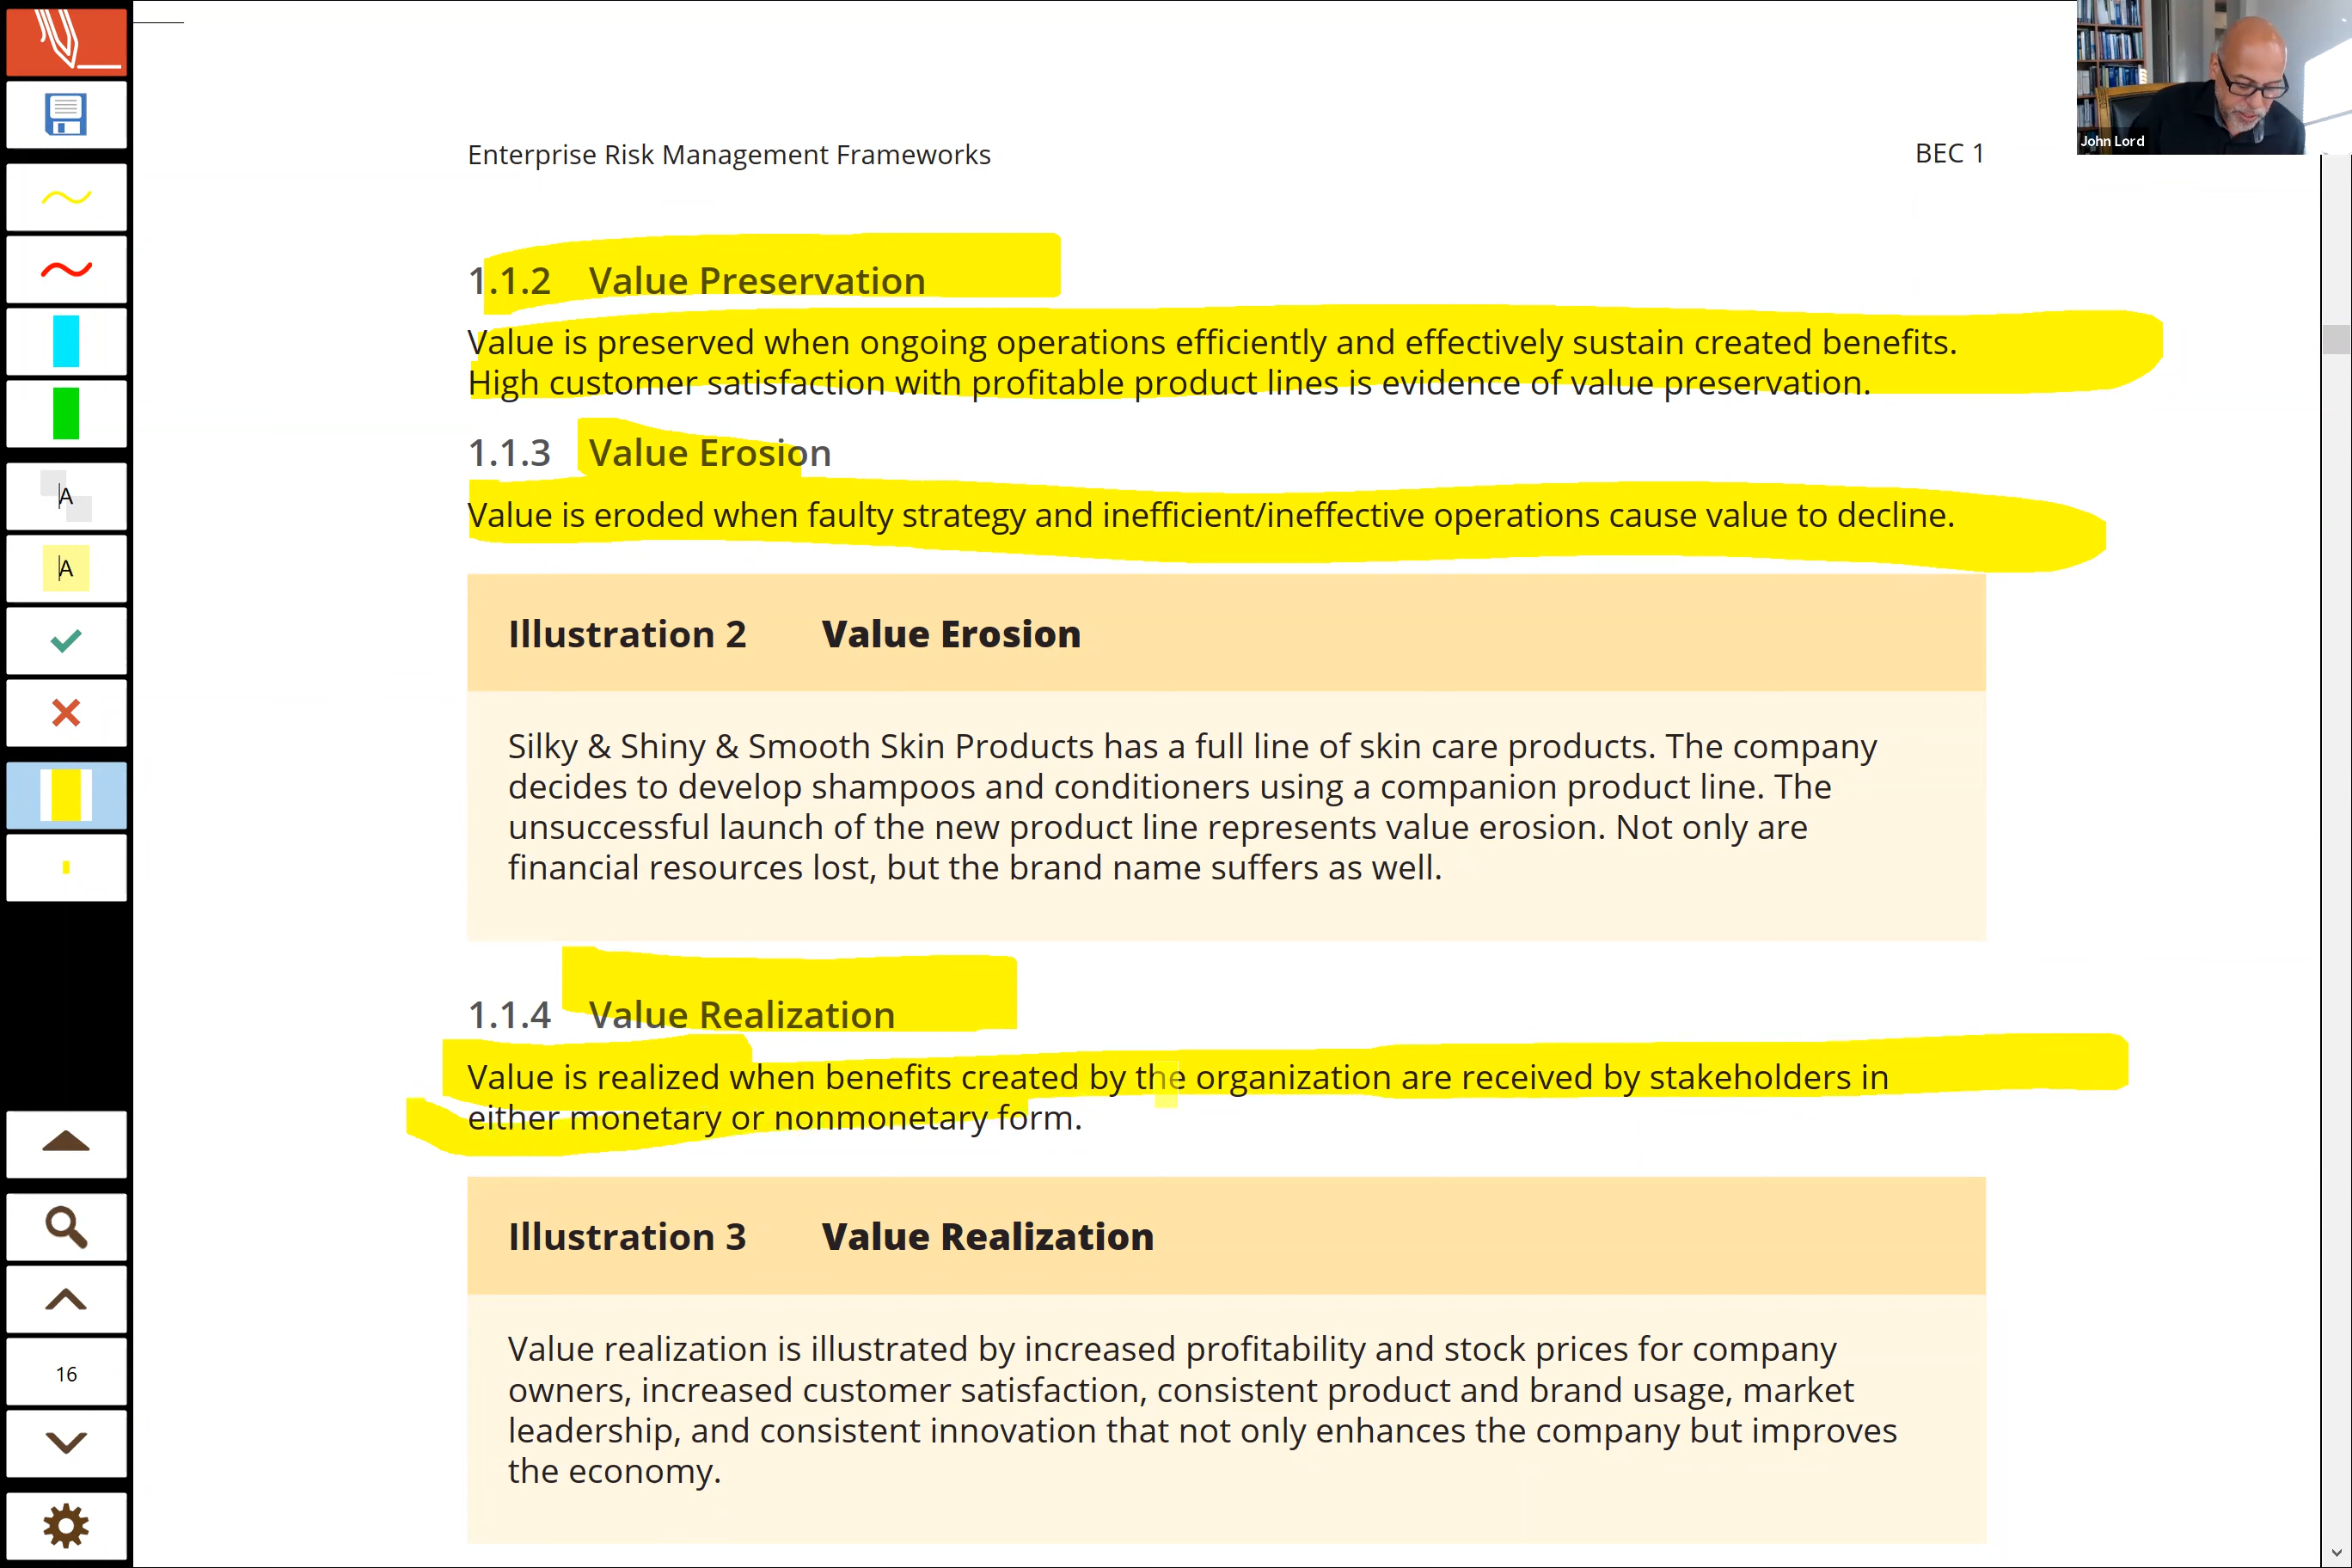 John Lord
Enterprise Risk Management Frameworks
BEC 1
1.1.2 Value Preservation
Value is preserved when ongoing operations efficiently and effectively sustain created benefits.
High customer satisfaction with profitable product lines is evidence of value preservation.
1.1.3 Value Erosion
Value is eroded when faulty strategy and inefficient/ineffective operations cause value to decline.
Illustration 2 Value Erosion
Silky & Shiny & Smooth Skin Products has a full line of skin care products. The company
decides to develop shampoos and conditioners using a companion product line. The
unsuccessful launch of the new product line represents value erosion. Not only are
financial resources lost, but the brand name suffers as well.
1.1.4 Value Realization
Value is realized when benefits created by the organization are received by stakeholders in
either monetary or nonmonetary form.
Illustration 3 Value Realization
Value realization is illustrated by increased profitability and stock prices for company
owners, increased customer satisfaction, consistent product and brand usage, market
leadership, and consistent innovation that not only enhances the company but improves
the economy.
A
A
16